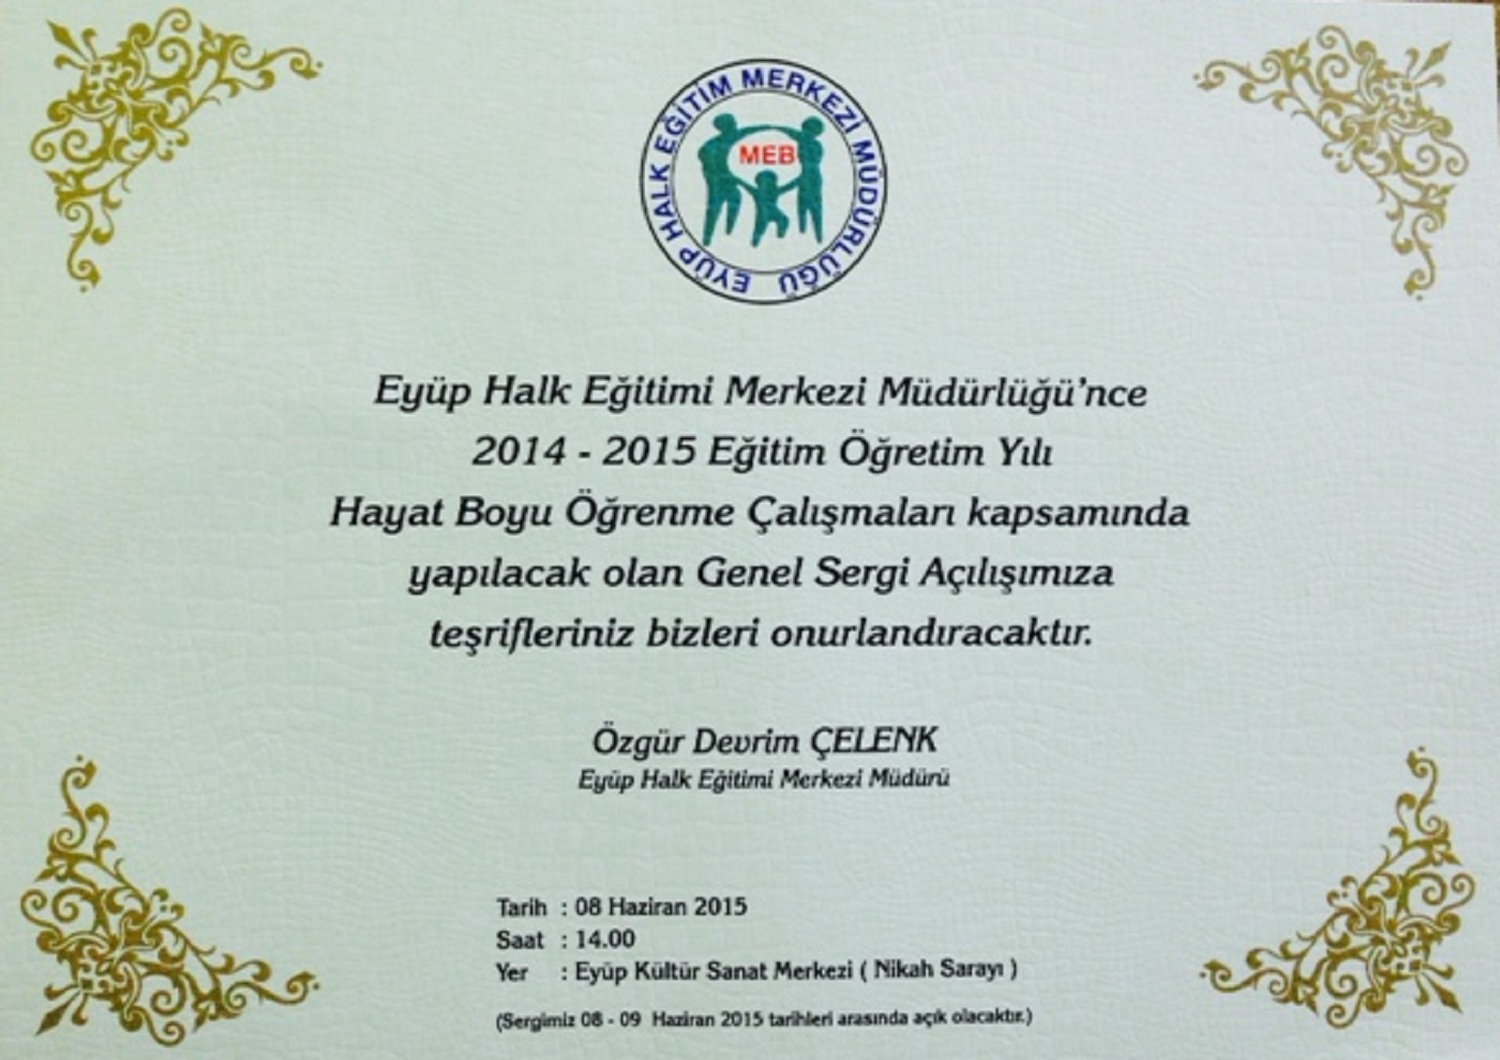 EYÜP HALK EĞİTİM MERKEZİ MÜDÜRLÜĞÜ
MEB
Eyüp Halk Eğitimi Merkezi Müdürlüğü'nce
2014 - 2015 Eğitim Öğretim Yılı
Hayat Boyu Öğrenme Çalışmaları kapsamında
yapılacak olan Genel Sergi Açılışımıza
teşrifleriniz bizleri onurlandıracaktır.
Özgür Devrim ÇELENK
Eyüp Halk Eğitimi Merkezi Müdürü
Tarih : 08 Haziran 2015
Saat : 14.00
Yer : Eyüp Kültür Sanat Merkezi ( Nikah Sarayı )
(Sergimiz 08 - 09 Haziran 2015 tarihleri arasında açık olacaktır.)